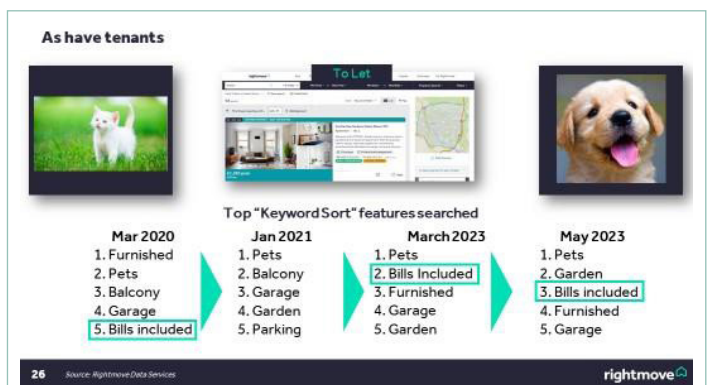 As have tenants
rightmove
To Let
Top "Keyword Sort" features searched
Mar 2020
1. Furnished
2. Pets
3. Balcony
4. Garage
5. Bills included
Jan 2021
1. Pets
2. Balcony
3. Garage
4. Garden
5. Parking
March 2023
1. Pets
2. Bills Included
3. Furnished
4. Garage
5. Garden
May 2023
1. Pets
2. Garden
3. Bills included
4. Furnished
5. Garage
26 Source: Rightmove Data Services
rightmove